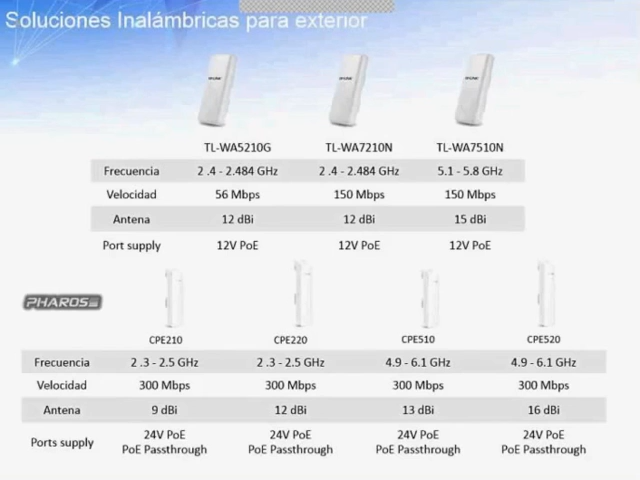 Soluciones Inalámbricas para exterior
TL-WA5210G TL-WA7210N TL-WA7510N
Frecuencia 2 .4 - 2.484 GHz 2 .4 - 2.484 GHz 5.1 - 5.8 GHz
Velocidad 56 Mbps 150 Mbps 150 Mbps
Antena 12 dBi 12 dBi 15 dBi
Port supply 12V PoE 12V PoE 12V PoE
PHAROS
CPE210 CPE220 CPE510 CPE520
Frecuencia 2 .3 - 2.5 GHz 2 .3 - 2.5 GHz 4.9 - 6.1 GHz 4.9 - 6.1 GHz
Velocidad 300 Mbps 300 Mbps 300 Mbps 300 Mbps
Antena 9 dBi 12 dBi 13 dBi 16 dBi
Ports supply 24V PoE 24V PoE 24V PoE 24V PoE
PoE Passthrough PoE Passthrough PoE Passthrough PoE Passthrough